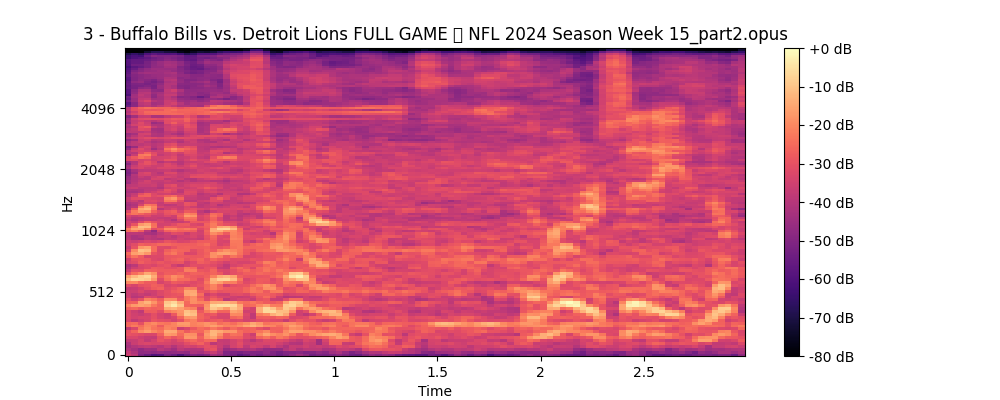 3 - Buffalo Bills vs. Detroit Lions FULL GAME ▯ NFL 2024 Season Week 15_part2.opus
Hz
4096
2048
1024
512
0
0 0.5 1 1.5 2 2.5
Time
+0 dB
-10 dB
-20 dB
-30 dB
-40 dB
-50 dB
-60 dB
-70 dB
-80 dB